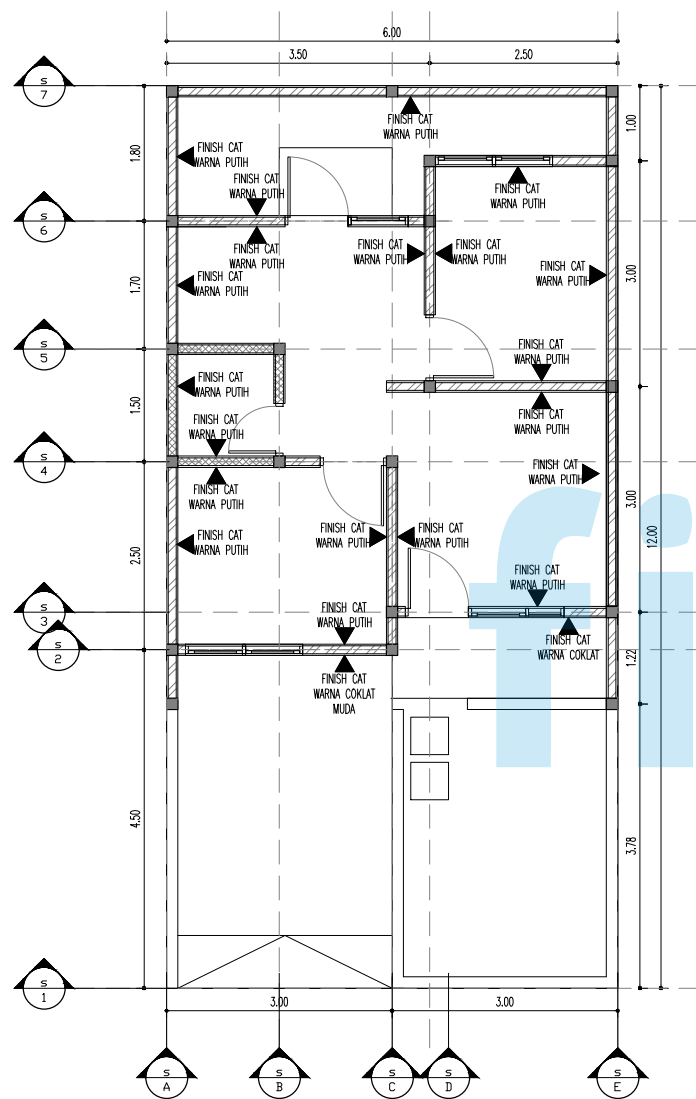 6.00
3.50
2.50
S
7
FINISH CAT
WARNA PUTIH
1.00
1.80
FINISH CAT
WARNA PUTIH
FINISH CAT
WARNA PUTIH
FINISH CAT
WARNA PUTIH
S
6
FINISH CAT
WARNA PUTIH
FINISH CAT
WARNA PUTIH
FINISH CAT
WARNA PUTIH
1.70
FINISH CAT
WARNA PUTIH
FINISH CAT
WARNA PUTIH
3.00
S
5
FINISH CAT
WARNA PUTIH
1.50
FINISH CAT
WARNA PUTIH
FINISH CAT
WARNA PUTIH
FINISH CAT
WARNA PUTIH
S
4
FINISH CAT
WARNA PUTIH
FINISH CAT
WARNA PUTIH
3.00
12.00
2.50
FINISH CAT
WARNA PUTIH
FINISH CAT
WARNA PUTIH
FINISH CAT
WARNA PUTIH
fi
S
3
FINISH CAT
WARNA PUTIH
FINISH CAT
WARNA PUTIH
S
2
FINISH CAT
WARNA COKLAT
1.22
FINISH CAT
WARNA COKLAT
MUDA
4.50
3.78
S
1
3.00
3.00
S
A
S
B
S
C
S
D
S
E